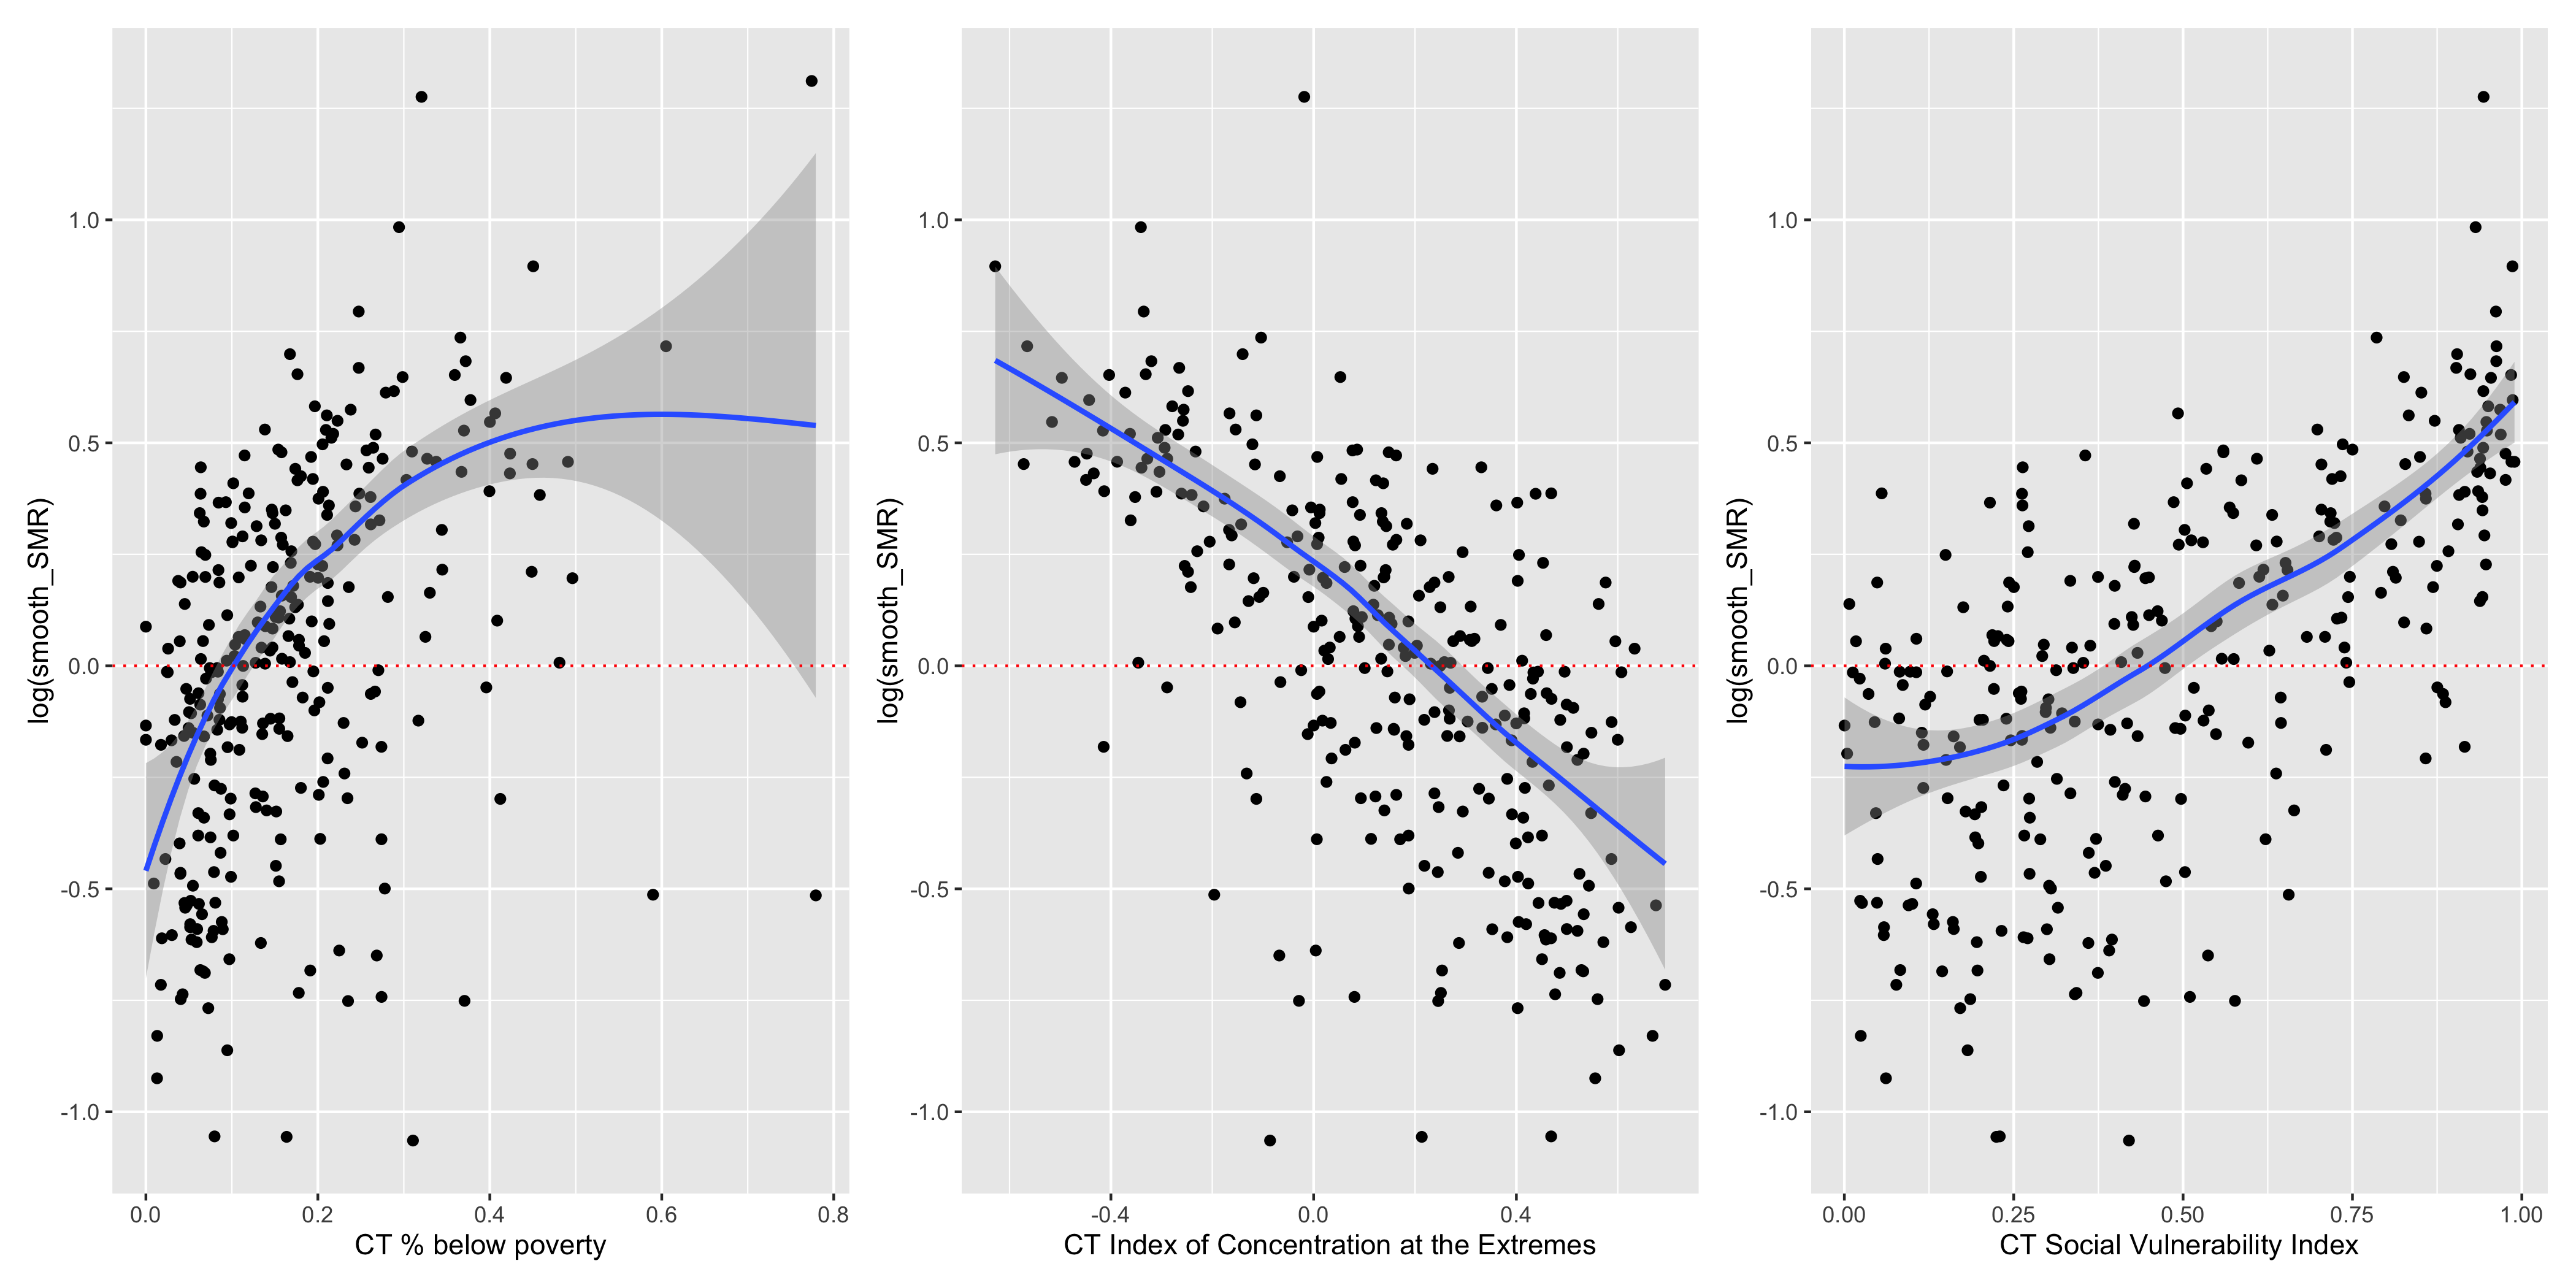 log(smooth_SMR)
1.0
0.5
0.0
-0.5
-1.0
0.0 0.2 0.4 0.6 0.8
CT % below poverty
log(smooth_SMR)
1.0
0.5
0.0
-0.5
-1.0
-0.4 0.0 0.4
CT Index of Concentration at the Extremes
log(smooth_SMR)
1.0
0.5
0.0
-0.5
-1.0
0.00 0.25 0.50 0.75 1.00
CT Social Vulnerability Index